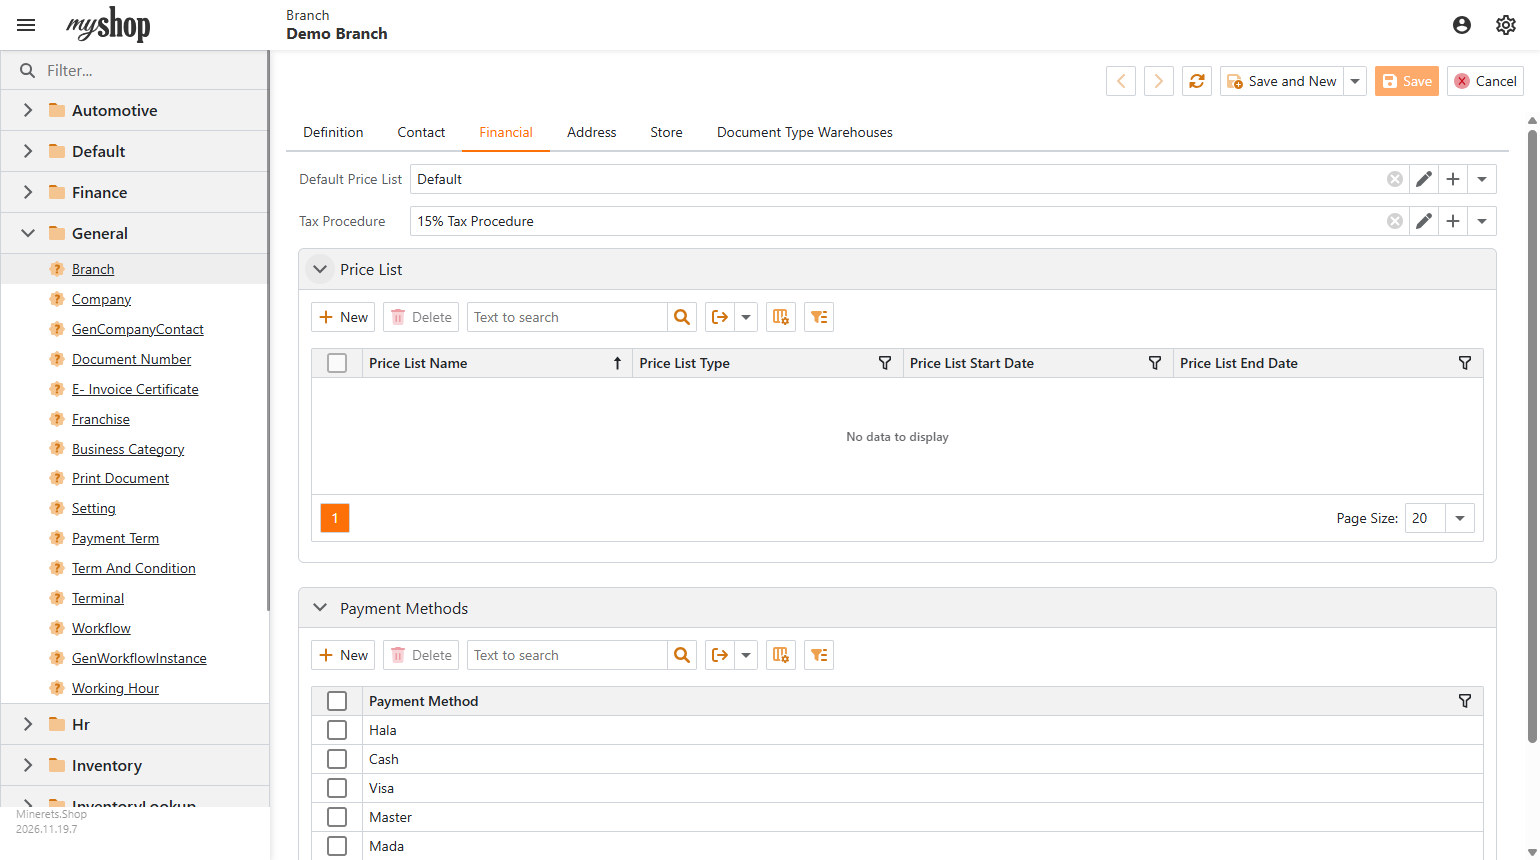 myshop
Branch
Demo Branch
Filter...
Automotive
Default
Finance
General
Branch
Company
GenCompanyContact
Document Number
E- Invoice Certificate
Franchise
Business Category
Print Document
Setting
Payment Term
Term And Condition
Terminal
Workflow
GenWorkflowInstance
Working Hour
Hr
Inventory
InventoryLookup
Minerets.Shop
2026.11.19.7
Save and New
Save
Cancel
Definition Contact Financial Address Store Document Type Warehouses
Default Price List Default
Tax Procedure 15% Tax Procedure
Price List
New Delete Text to search
Price List Name Price List Type Price List Start Date Price List End Date
No data to display
1 Page Size: 20
Payment Methods
New Delete Text to search
Payment Method
Hala
Cash
Visa
Master
Mada